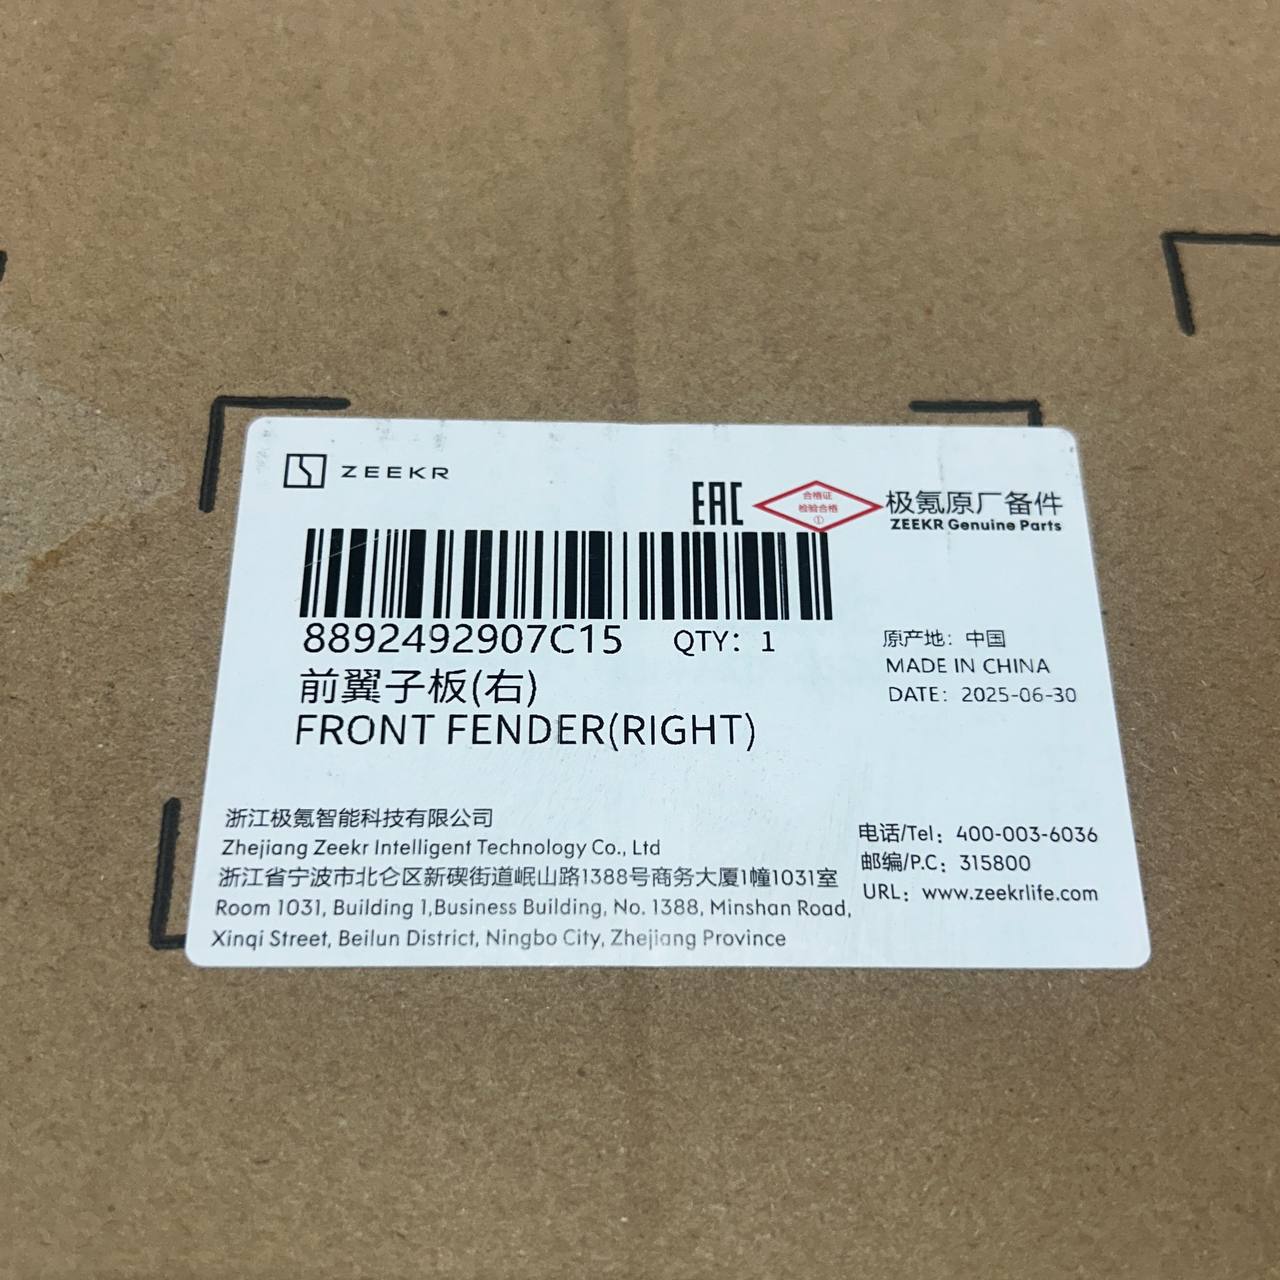 ZEEKR
EAC
合格证
检验合格
①
极氪原厂备件
ZEEKR Genuine Parts
8892492907C15 QTY: 1
前翼子板(右)
FRONT FENDER(RIGHT)
原产地：中国
MADE IN CHINA
DATE: 2025-06-30
浙江极氪智能科技有限公司
Zhejiang Zeekr Intelligent Technology Co., Ltd
浙江省宁波市北仑区新碶街道岷山路1388号商务大厦1幢1031室
Room 1031, Building 1,Business Building, No. 1388, Minshan Road,
Xinqi Street, Beilun District, Ningbo City, Zhejiang Province
电话/Tel：400-003-6036
邮编/P.C：315800
URL：www.zeekrlife.com